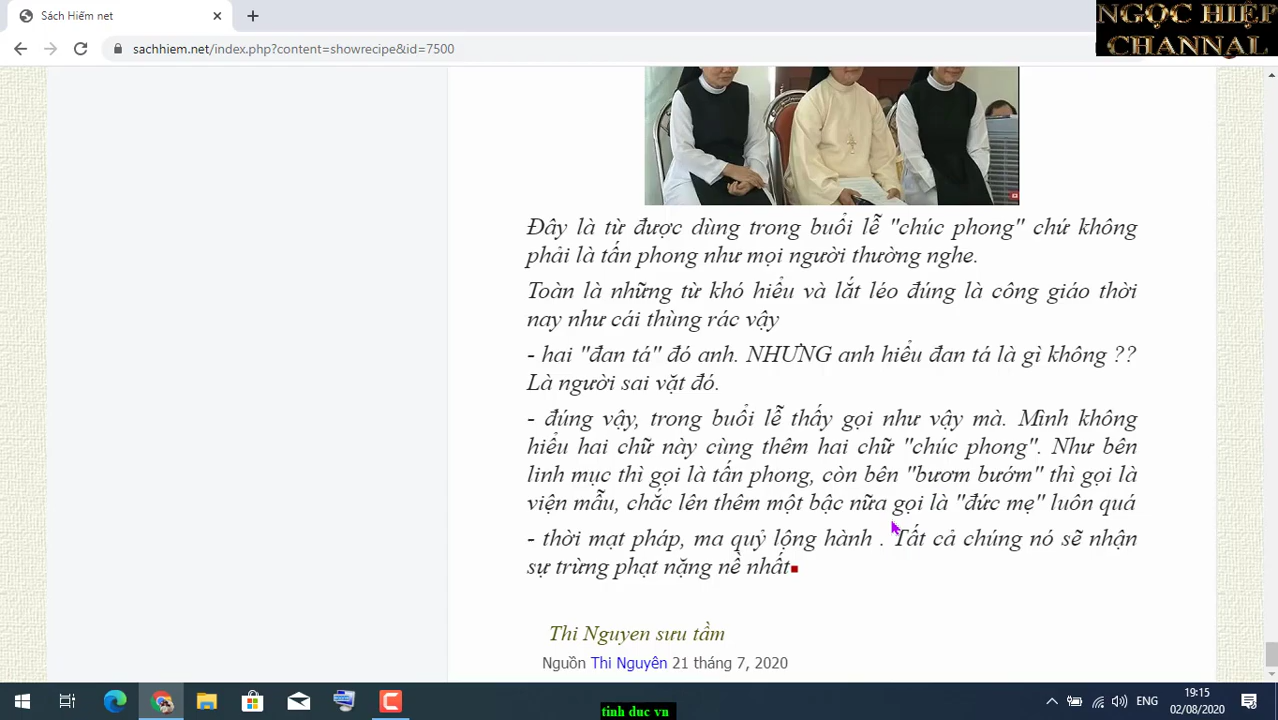 Sách Hiếm net
NGỌC HIỆP
CHANNAL
sachhiem.net/index.php?content=showrecipe&id=7500
Đây là từ được dùng trong buổi lễ "chúc phong" chứ không
phải là tấn phong như mọi người thường nghe.
Toàn là những từ khó hiểu và lắt léo đúng là công giáo thời
nay như cái thùng rác vậy
- hai "đan tá" đó anh. NHƯNG anh hiểu đan tá là gì không ??
Là người sai vặt đó.
- đúng vậy, trong buổi lễ thấy gọi như vậy mà. Mình không
hiểu hai chữ này cùng thêm hai chữ "chúc phong". Như bên
linh mục thì gọi là tấn phong, còn bên "bươm bướm" thì gọi là
viện mẫu, chắc lên thêm một bậc nữa gọi là "đức mẹ" luôn quá
- thời mạt pháp, ma quỷ lộng hành . Tất cả chúng nó sẽ nhận
sự trừng phạt nặng nề nhất
Thi Nguyen sưu tầm
Nguồn Thi Nguyên 21 tháng 7, 2020
ENG
19:15
02/08/2020
tinh duc vn